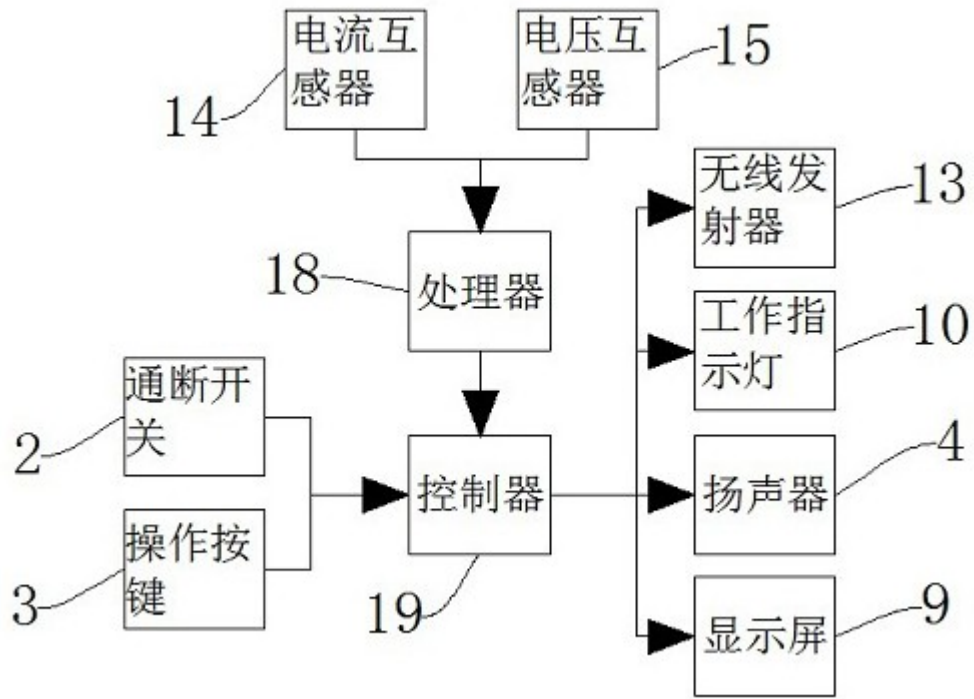 电流互
感器
14
电压互
感器
15
无线发
射器
13
处理器
18
工作指
示灯
10
通断开
关
2
控制器
19
扬声器
4
操作按
键
3
显示屏
9